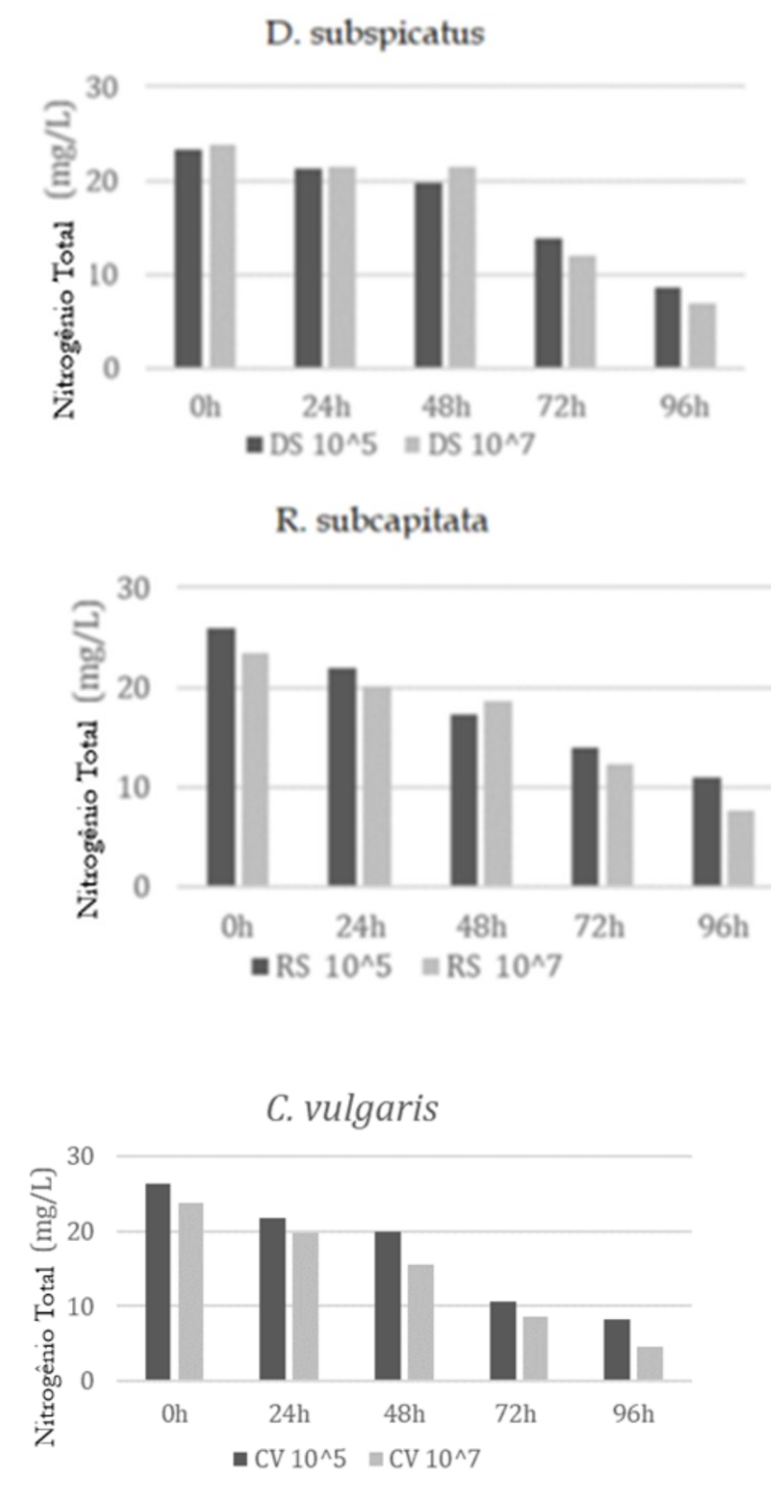 D. subspicatus
Nitrogênio Total (mg/L)
30
20
10
0
0h 24h 48h 72h 96h
DS 10^5 DS 10^7
R. subcapitata
Nitrogênio Total (mg/L)
30
20
10
0
0h 24h 48h 72h 96h
RS 10^5 RS 10^7
C. vulgaris
Nitrogênio Total (mg/L)
30
20
10
0
0h 24h 48h 72h 96h
CV 10^5 CV 10^7